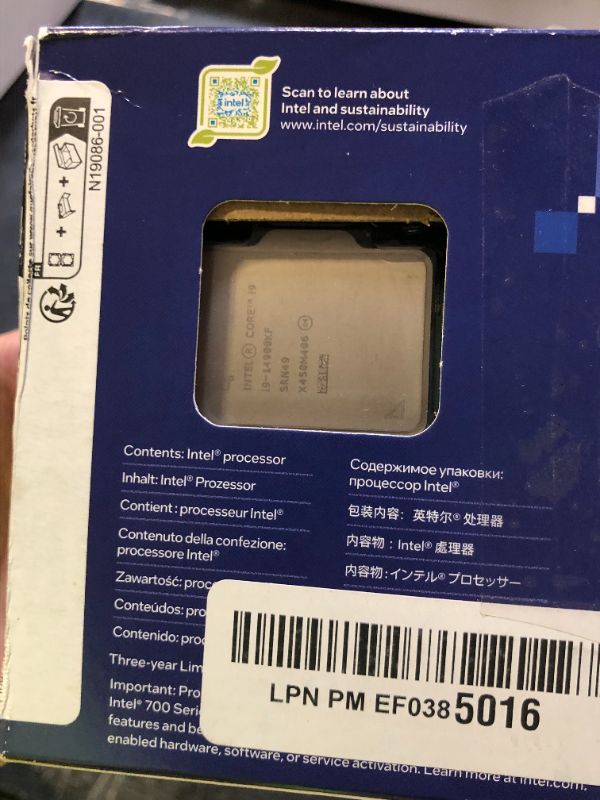 Scan to learn about
Intel and sustainability
www.intel.com/sustainability
intel
N19086-001
FR
INTEL® CORE™ i9
i9-14900KF
SRN49
X450M406 e4
Contents: Intel® processor
Inhalt: Intel® Prozessor
Contient : processeur Intel®
Contenuto della confezione:
processore Intel®
Zawartość: proc
Conteúdos: pro
Contenido: proc
Three-year Lim
Important: Pro
Intel® 700 Seri
features and be
enabled hardware, software, or service activation. Learn more at intel.com.
Содержимое упаковки:
процессор Intel®
包装内容: 英特尔® 处理器
内容物 : Intel® 處理器
内容物: インテル® プロセッサー
LPN PM EF0385016